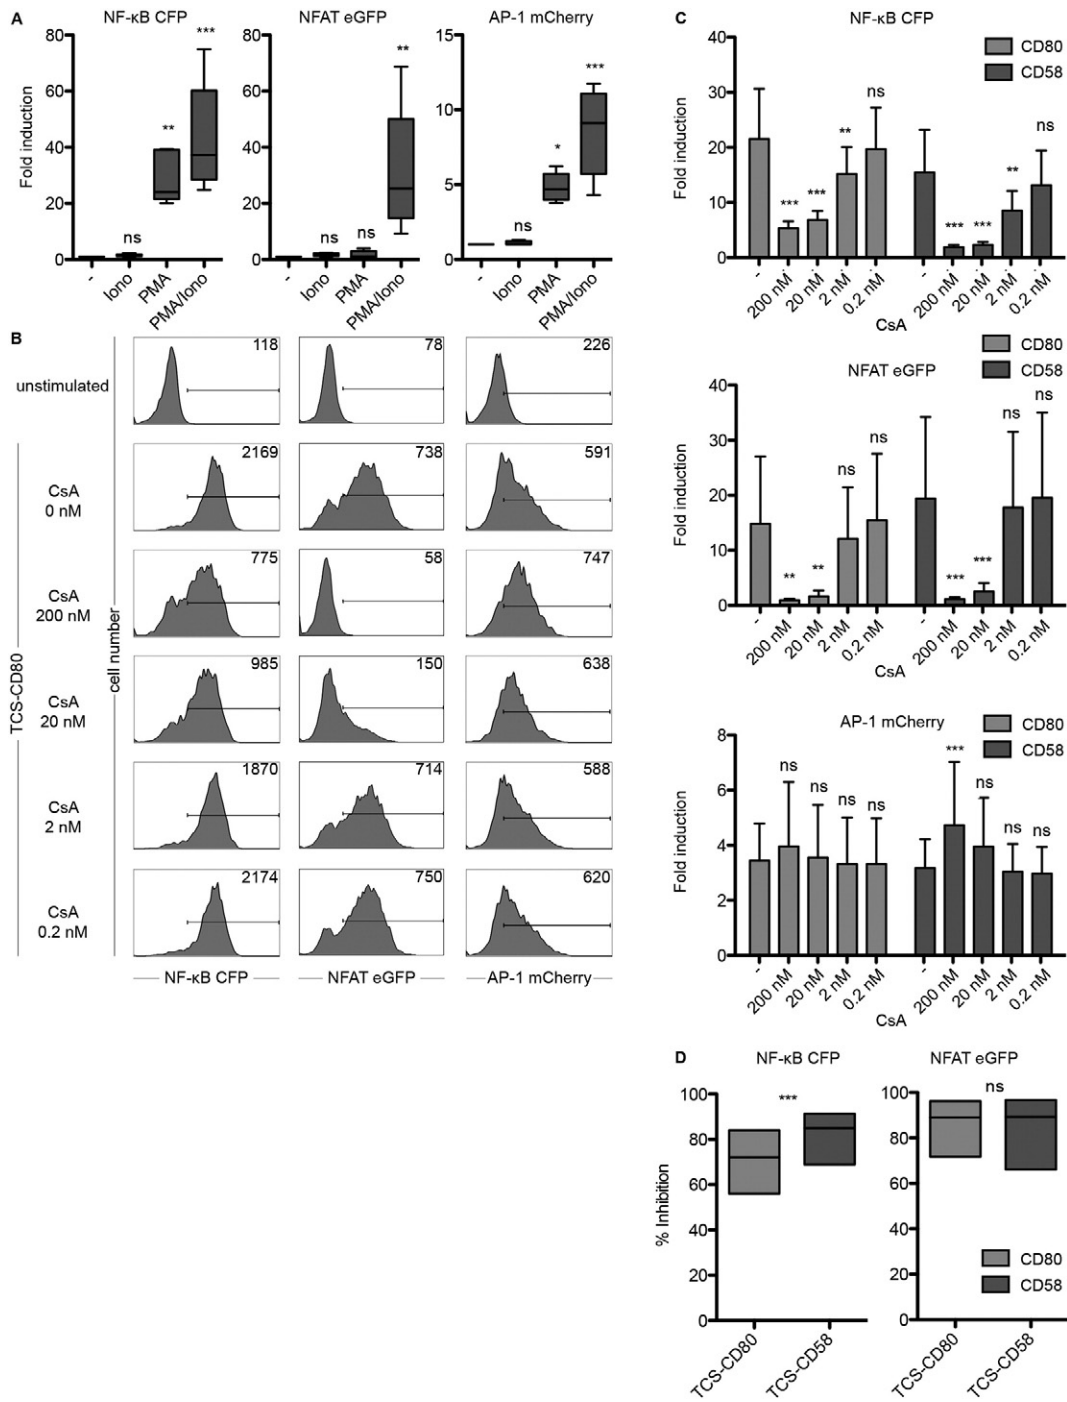 A
NF-κB CFP
NFAT eGFP
AP-1 mCherry
Fold induction
80
60
40
20
0
ns
**
***
-
Iono
PMA
PMA/Iono
80
60
40
20
0
ns
ns
**
-
Iono
PMA
PMA/Iono
15
10
5
0
ns
*
***
-
Iono
PMA
PMA/Iono
B
unstimulated
118
78
226
CsA
0 nM
2169
738
591
CsA
200 nM
775
58
747
CsA
20 nM
985
150
638
CsA
2 nM
1870
714
588
CsA
0.2 nM
2174
750
620
TCS-CD80
cell number
NF-κB CFP
NFAT eGFP
AP-1 mCherry
C
NF-κB CFP
CD80
CD58
Fold induction
40
30
20
10
0
***
***
**
ns
***
***
**
ns
-
200 nM
20 nM
2 nM
0.2 nM
-
200 nM
20 nM
2 nM
0.2 nM
CsA
NFAT eGFP
CD80
CD58
Fold induction
40
30
20
10
0
**
**
ns
ns
***
***
ns
ns
-
200 nM
20 nM
2 nM
0.2 nM
-
200 nM
20 nM
2 nM
0.2 nM
CsA
AP-1 mCherry
CD80
CD58
Fold induction
8
6
4
2
0
ns
ns
ns
ns
***
ns
ns
ns
-
200 nM
20 nM
2 nM
0.2 nM
-
200 nM
20 nM
2 nM
0.2 nM
CsA
D
NF-κB CFP
NFAT eGFP
% Inhibition
100
80
60
40
20
0
***
TCS-CD80
TCS-CD58
100
80
60
40
20
0
ns
CD80
CD58
TCS-CD80
TCS-CD58